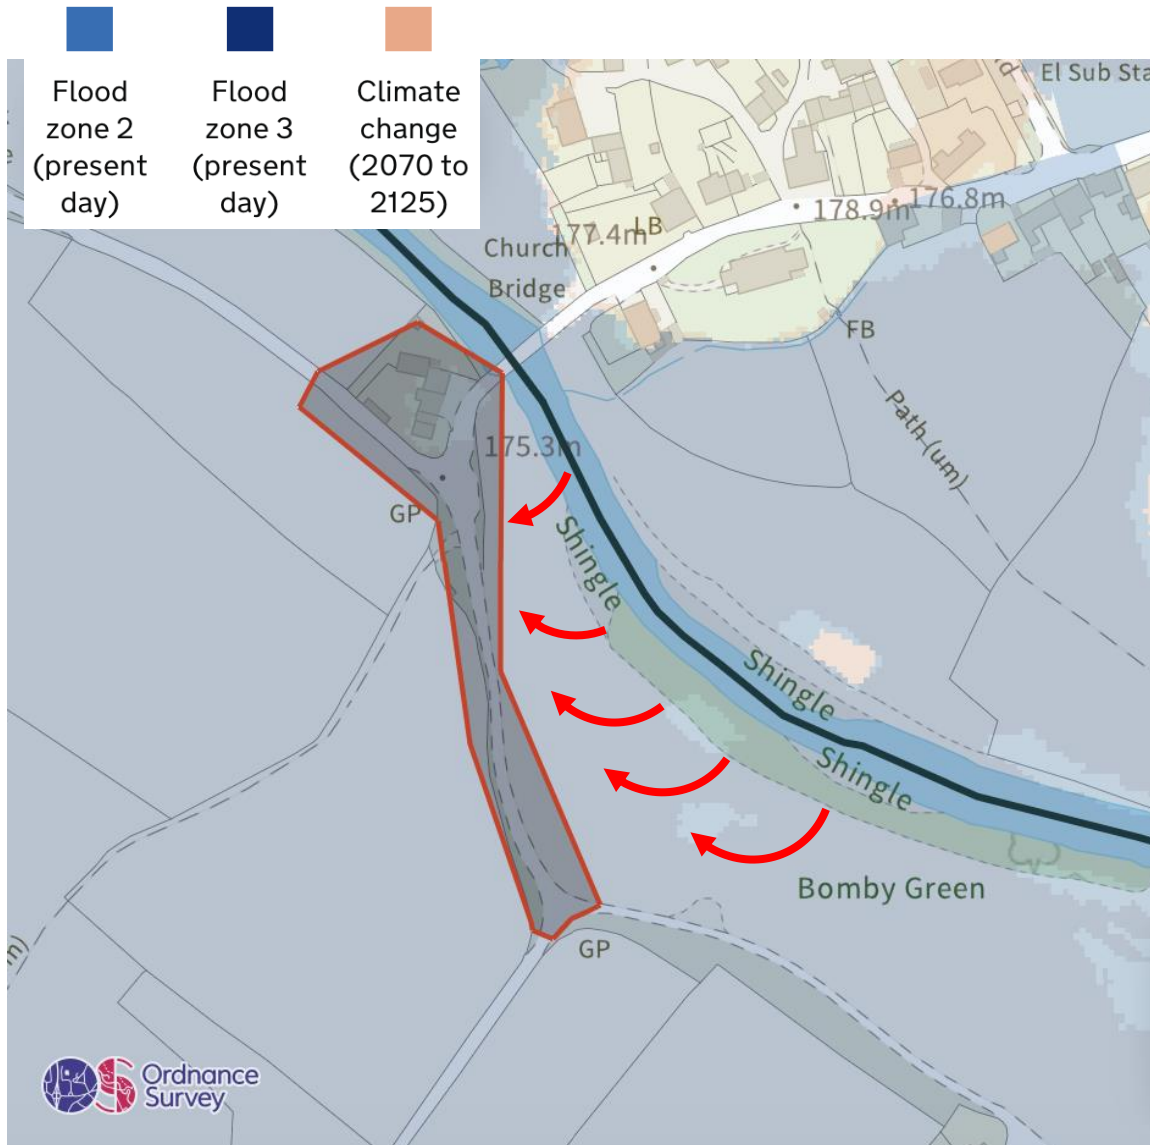 Flood
zone 2
(present
day)
Flood
zone 3
(present
day)
Climate
change
(2070 to
2125)
El Sub Sta
178.9m
176.8m
177.4m
LB
Church
Bridge
FB
Path (um)
175.3m
GP
Shingle
Shingle
Shingle
Bomby Green
GP
m)
Ordnance
Survey